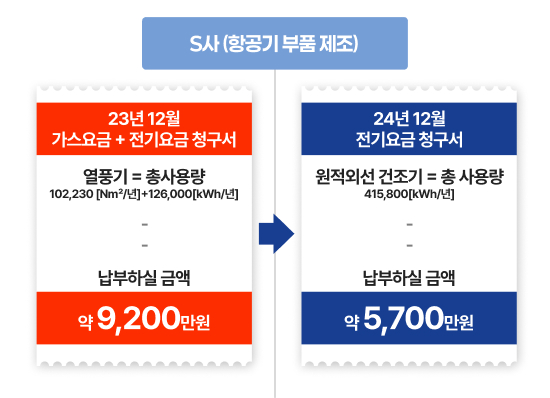 S사 (항공기 부품 제조)
23년 12월
가스요금 + 전기요금 청구서
열풍기 = 총사용량
102,230 [Nm²/년]+126,000[kWh/년]
-
-
납부하실 금액
약 9,200만원
24년 12월
전기요금 청구서
원적외선 건조기 = 총 사용량
415,800[kWh/년]
-
-
납부하실 금액
약 5,700만원